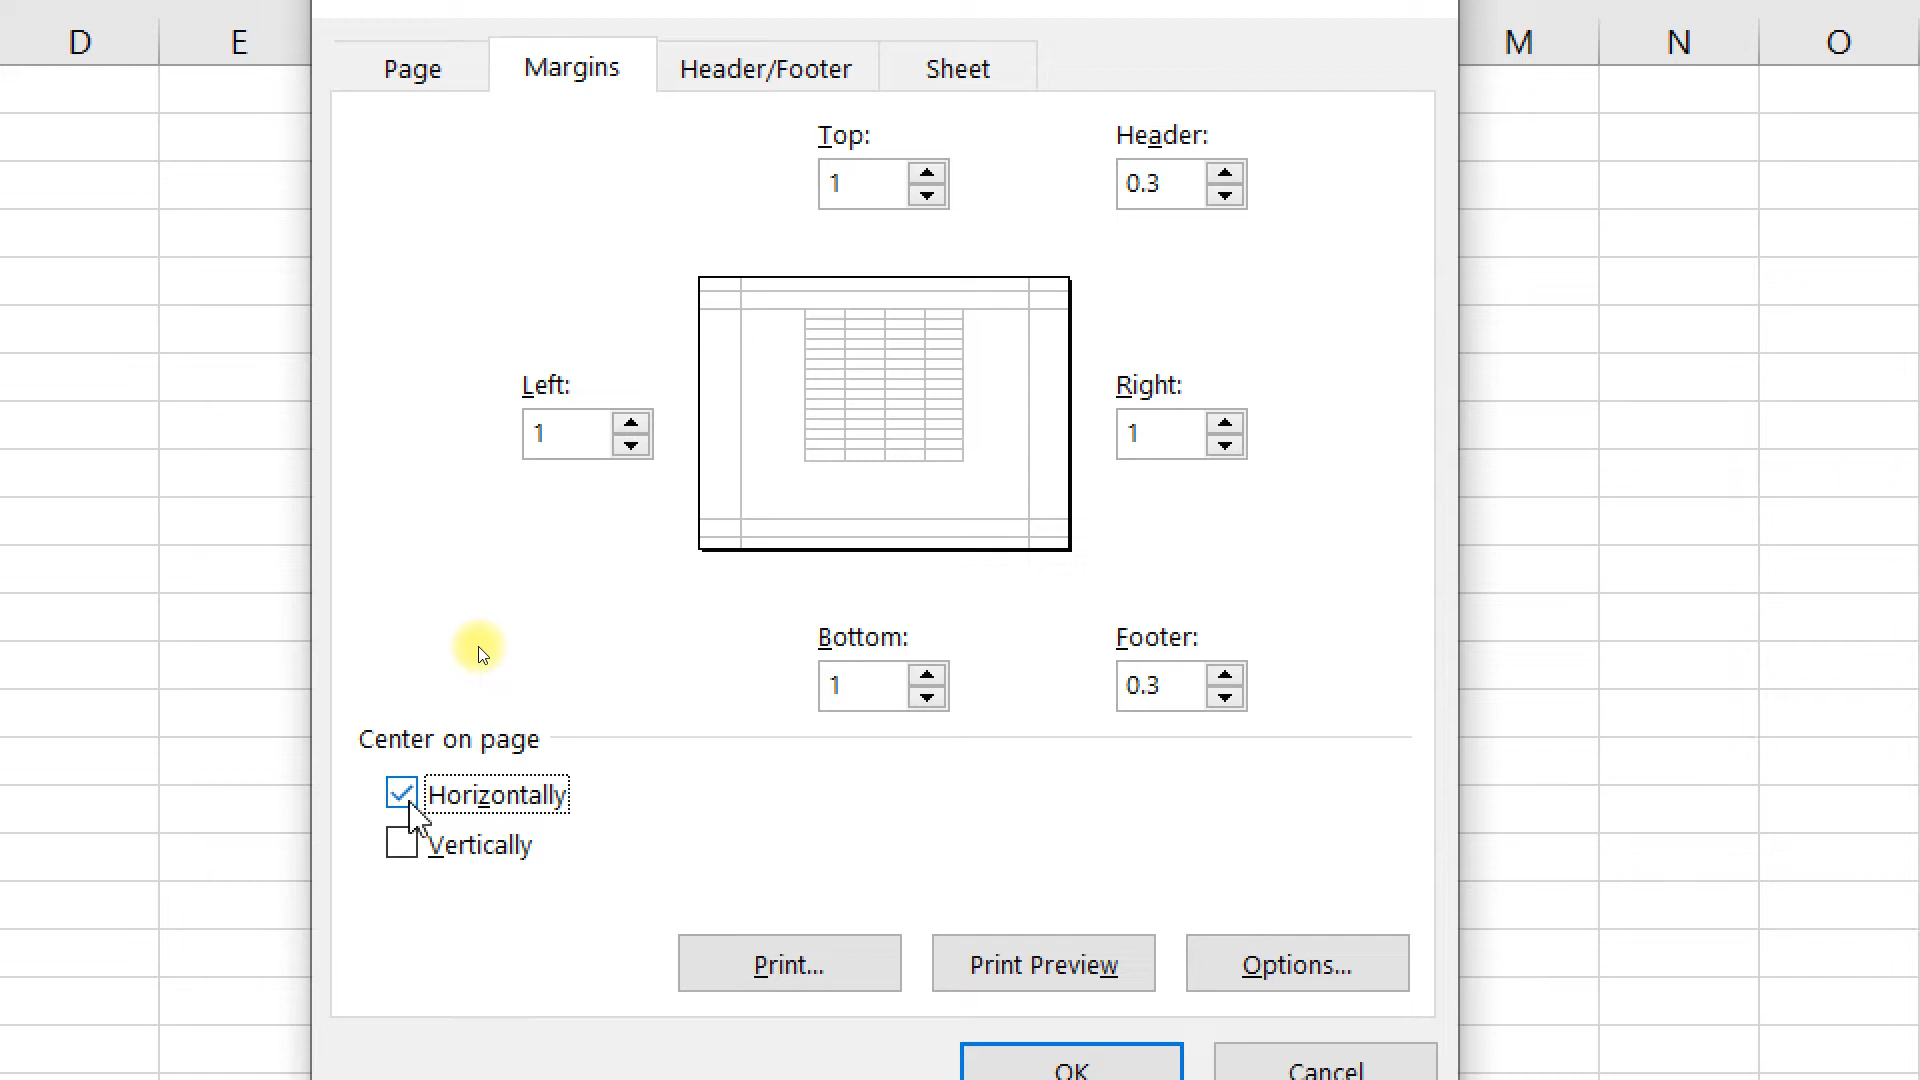 D E M N O
Page Margins Header/Footer Sheet
Top: Header:
1 0.3
Left: Right:
1 1
Bottom: Footer:
1 0.3
Center on page
Horizontally
Vertically
Print... Print Preview Options...
OK Cancel